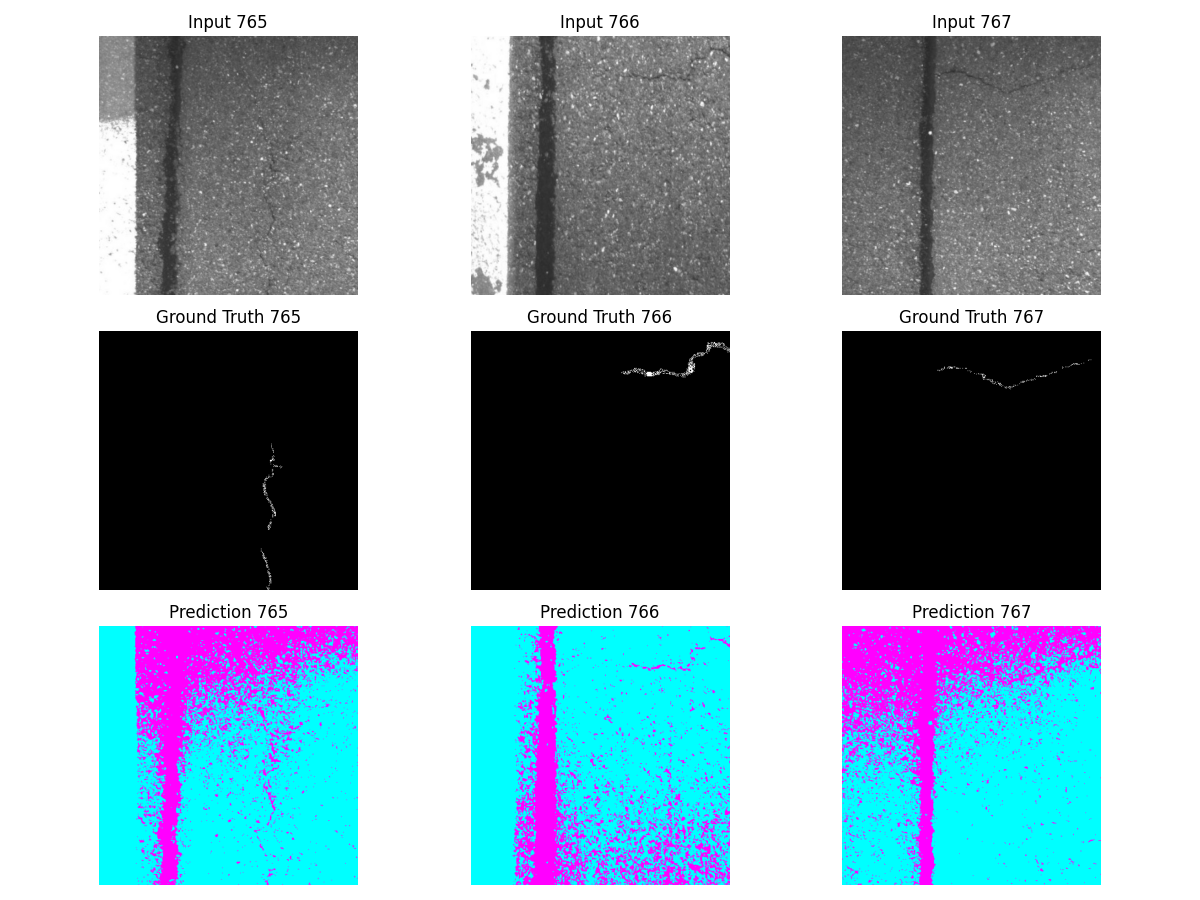 Input 765
Input 766
Input 767
Ground Truth 765
Ground Truth 766
Ground Truth 767
Prediction 765
Prediction 766
Prediction 767